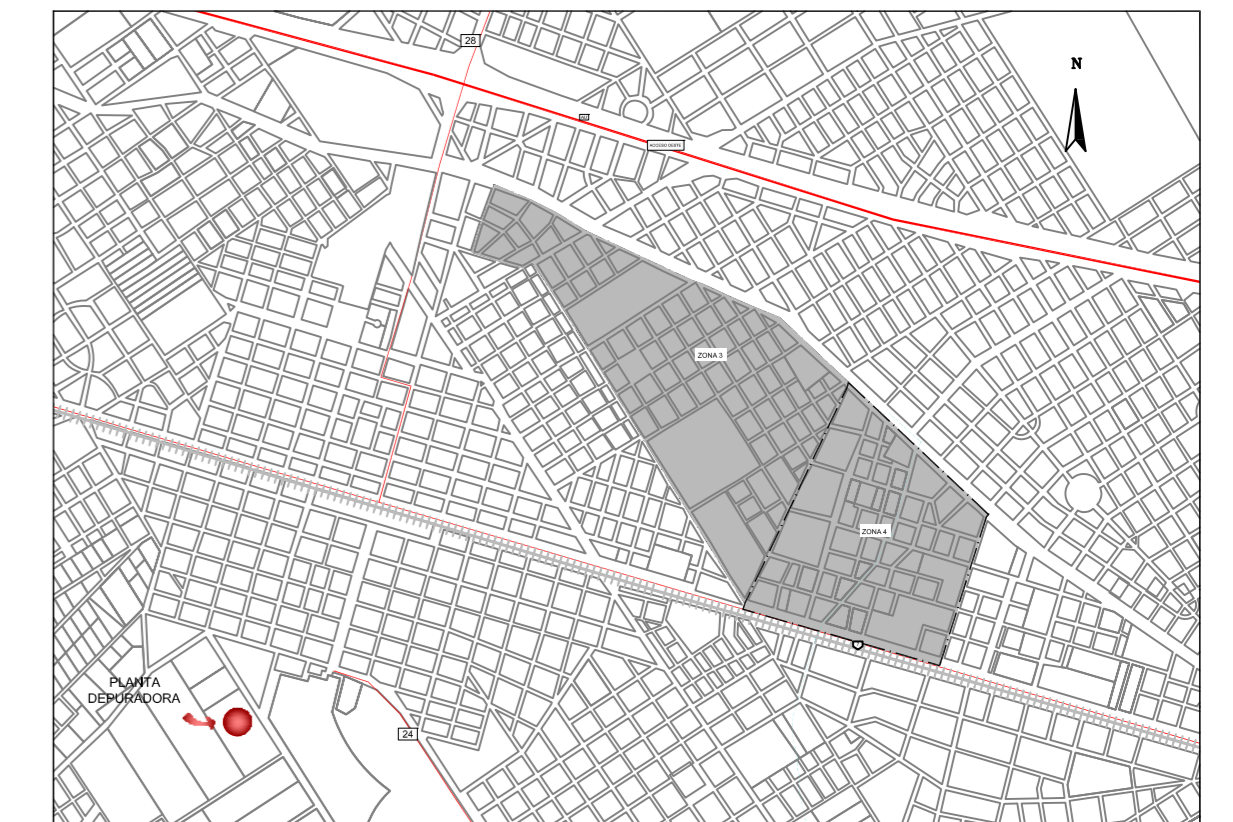 28
N
ACCESO OESTE
ZONA 3
ZONA 4
PLANTA
DEPURADORA
24